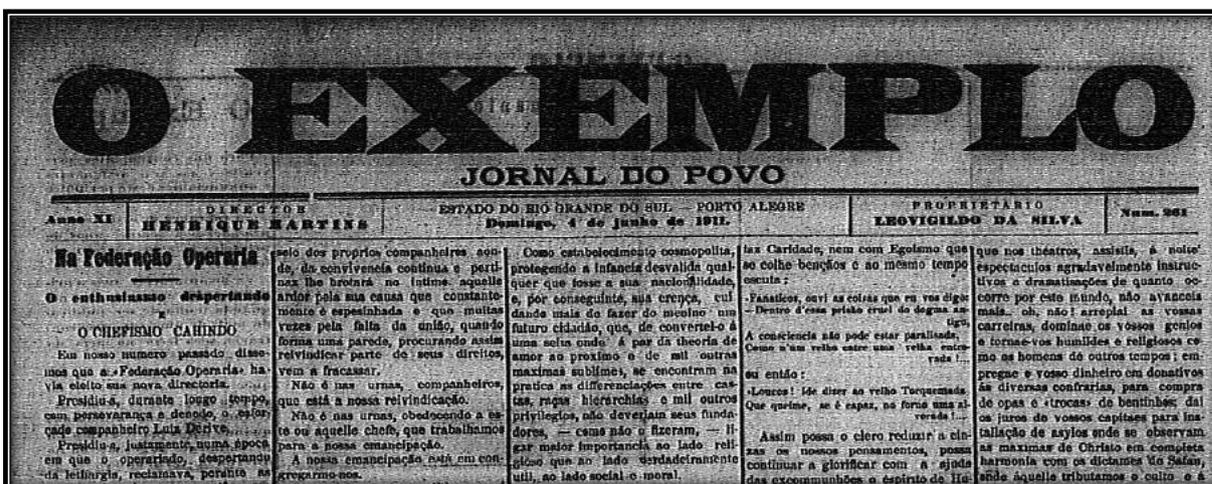 O EXEMPLO
JORNAL DO POVO
Anno XI
DIRECTOR
HENRIQUE MARTINS
ESTADO DO RIO GRANDE DO SUL — PORTO ALEGRE
Domingo, 4 de junho de 1911.
PROPRIETARIO
LEOVIGILDO DA SILVA
Num. 261
Na Federação Operaria
O enthusiasmo despertando
E
O CHEFISMO CAHINDO
Em nosso numero passado disse-
mos que a «Federação Operaria» ha-
via eleito sua nova directoria.
Presidiu-a, durante longo tempo,
com perseverança e denodo, o esfor-
çado companheiro Luiz Derive.
Presidiu-a, justamente, numa época
em que o operariado, despertando
da lethargia, reclamava, perante as
seio dos proprios companheiros aon-
de, da convivencia continua e perti-
naz lhe brotará no intimo aquelle
ardor pela sua causa que constante-
mente é espesinhada e que muitas
vezes pela falta da união, quando
forma uma parede, procurando assim
reivindicar parte de seus direitos,
vem a fracassar.
Não é nas urnas, companheiros,
que está a nossa reivindicação.
Não é nas urnas, obedecendo a es-
te ou aquelle chefe, que trabalhamos
para a nossa emancipação.
A nossa emancipação está em con-
gregarmo-nos.
Como estabelecimento cosmopolita,
protegendo a infancia desvalida qual-
quer que fosse a sua nacionalidade,
e, por conseguinte, sua crença, cui
dando mais do fazer do menino um
futuro cidadão, que, de convertel-o á
uma seita onde á par da theoria de
amor ao proximo e de mil outras
maximas sublimes, se encontram na
pratica as differenciações entre cas-
tas, raças hierarchias e mil outros
privilegios, não deveriam seus funda-
dores, — como não o fizeram, — li-
gar maior importancia ao lado reli-
gioso que ao lado verdadeiramente
util, ao lado social e moral.
las Caridade, nem com Egoismo que
se colhe bençãos e ao mesmo tempo
escuta:
«Fanaticos, ouvi as coisas que eu vos digo:
—Dentro d'essa prisão cruel do dogma an-
tigo,
A consciencia não pode estar paralisada,
Como n'um velho entre uma velha entre-
vada!...
ou então:
«Loucos! Ide dizer ao velho Torquemada,
Que queime, se é capaz, no forno uma al-
vorada!...
Assim possa o clero reduzir a cin-
zas os nossos pensamentos, possa
continuar a glorificar com a ajuda
das excommunhões o espirito de Hu-
que nos theatros, assistis, á noite
espectaculos agradavelmente instruc-
tivos e dramatisações de quanto oc-
corre por este mundo, não avanceis
mais... oh, não! arrepiai as vossas
carreiras, dominae os vossos genios
e tornae-vos humildes e religiosos co-
mo os homens de outros tempos; em-
pregae o vosso dinheiro em donativos
ás diversas confrarias, para compra
de opas e «trocas» de bentinhos; dai
os juros de vossos capitaes para ins-
tallação de asylos onde se observam
as maximas de Christo em completa
harmonia com os dictames do Satan,
onde aquelle tributamos o culto e á